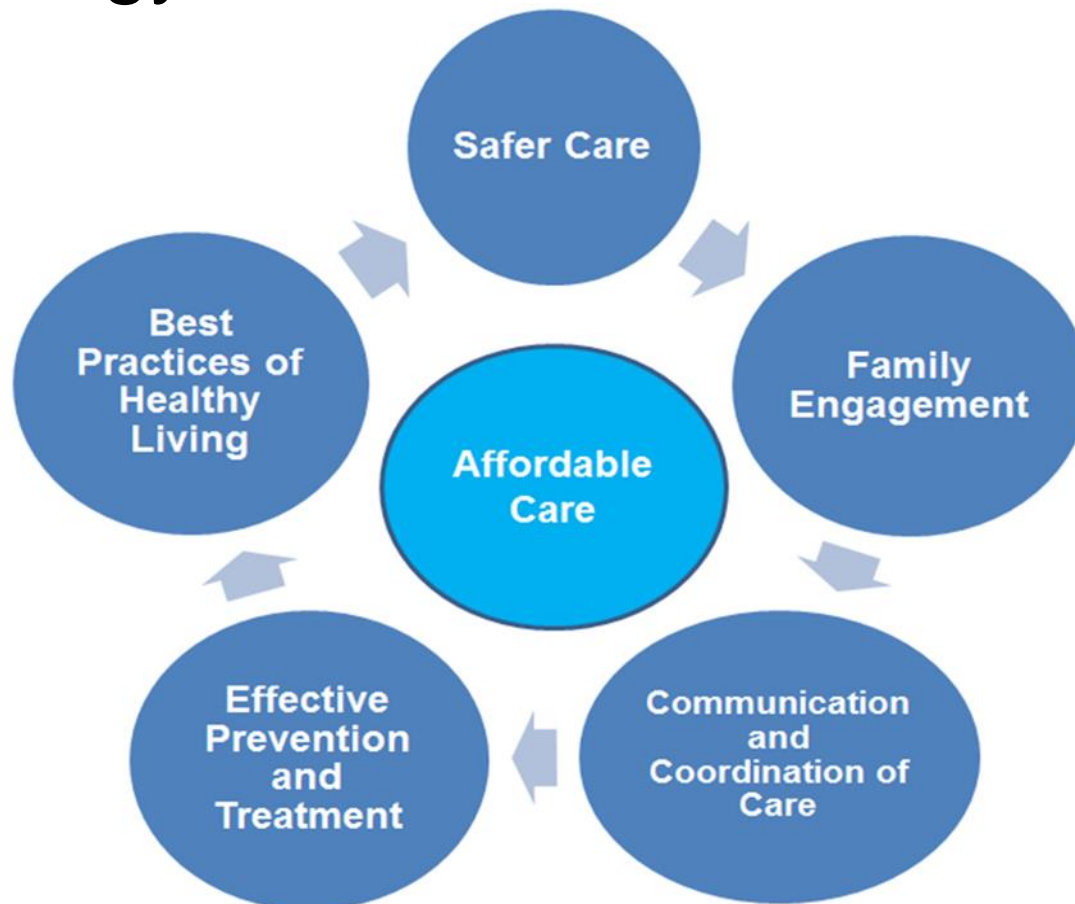 gy
Safer Care
Family
Engagement
Communication
and
Coordination of
Care
Effective
Prevention
and
Treatment
Best
Practices of
Healthy
Living
Affordable
Care